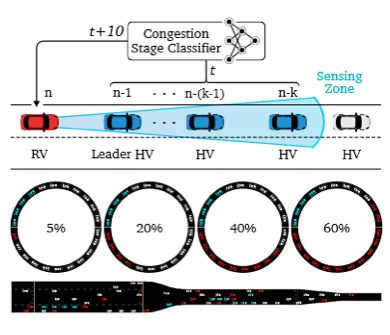 t+10
Congestion
Stage Classifier
t
Sensing
Zone
n
n-1 · · · n-(k-1) n-k
RV Leader HV HV HV HV
5% 20% 40% 60%